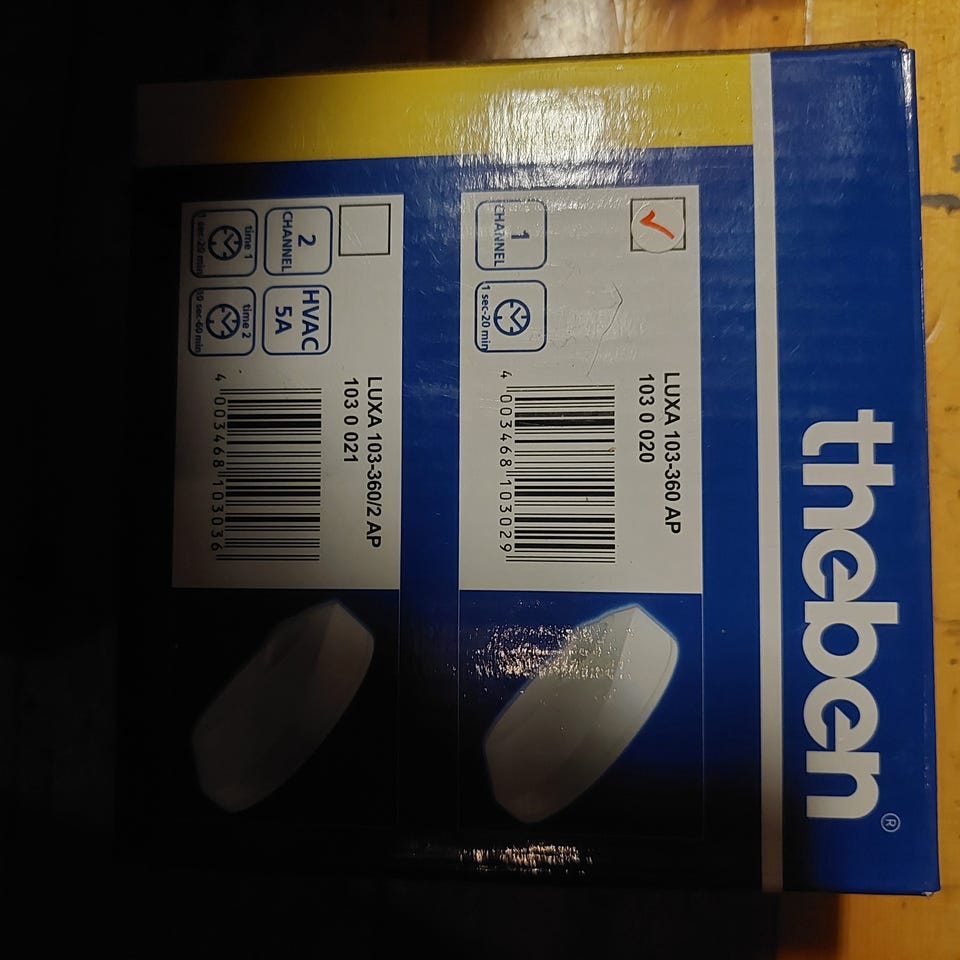 theben®
LUXA 103-360 AP
103 0 020
1
CHANNEL
1 sec-20 min
4 003468 103029
LUXA 103-360/2 AP
103 0 021
2
CHANNEL
HVAC
5A
time 1
1 sec-20 min
time 2
10 sec-60 min
4 003468 103036